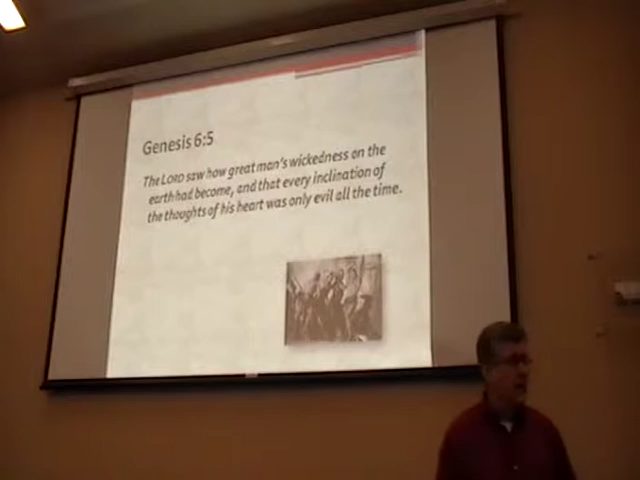 Genesis 6:5
The LORD saw how great man's wickedness on the
earth had become, and that every inclination of
the thoughts of his heart was only evil all the time.